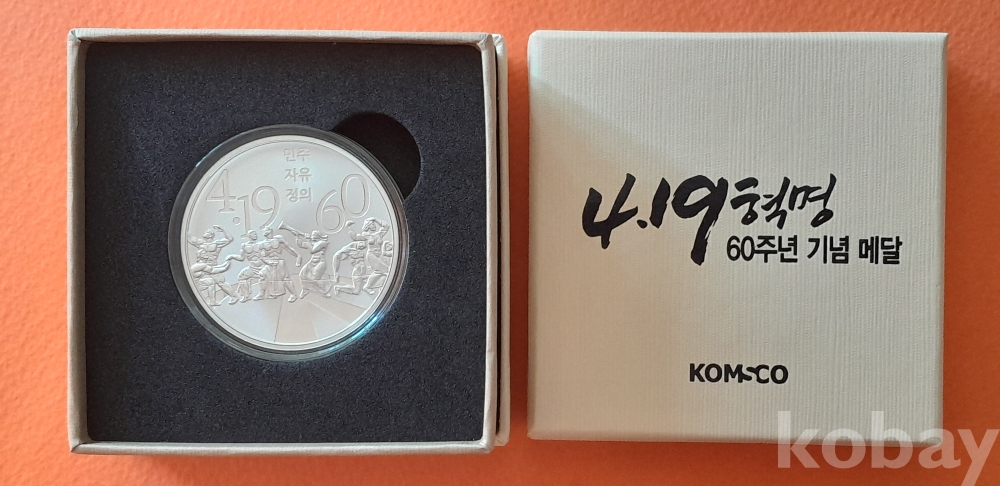 민주
자유
정의
4.19
60
4.19혁명
60주년 기념 메달
KOMSCO
kobay